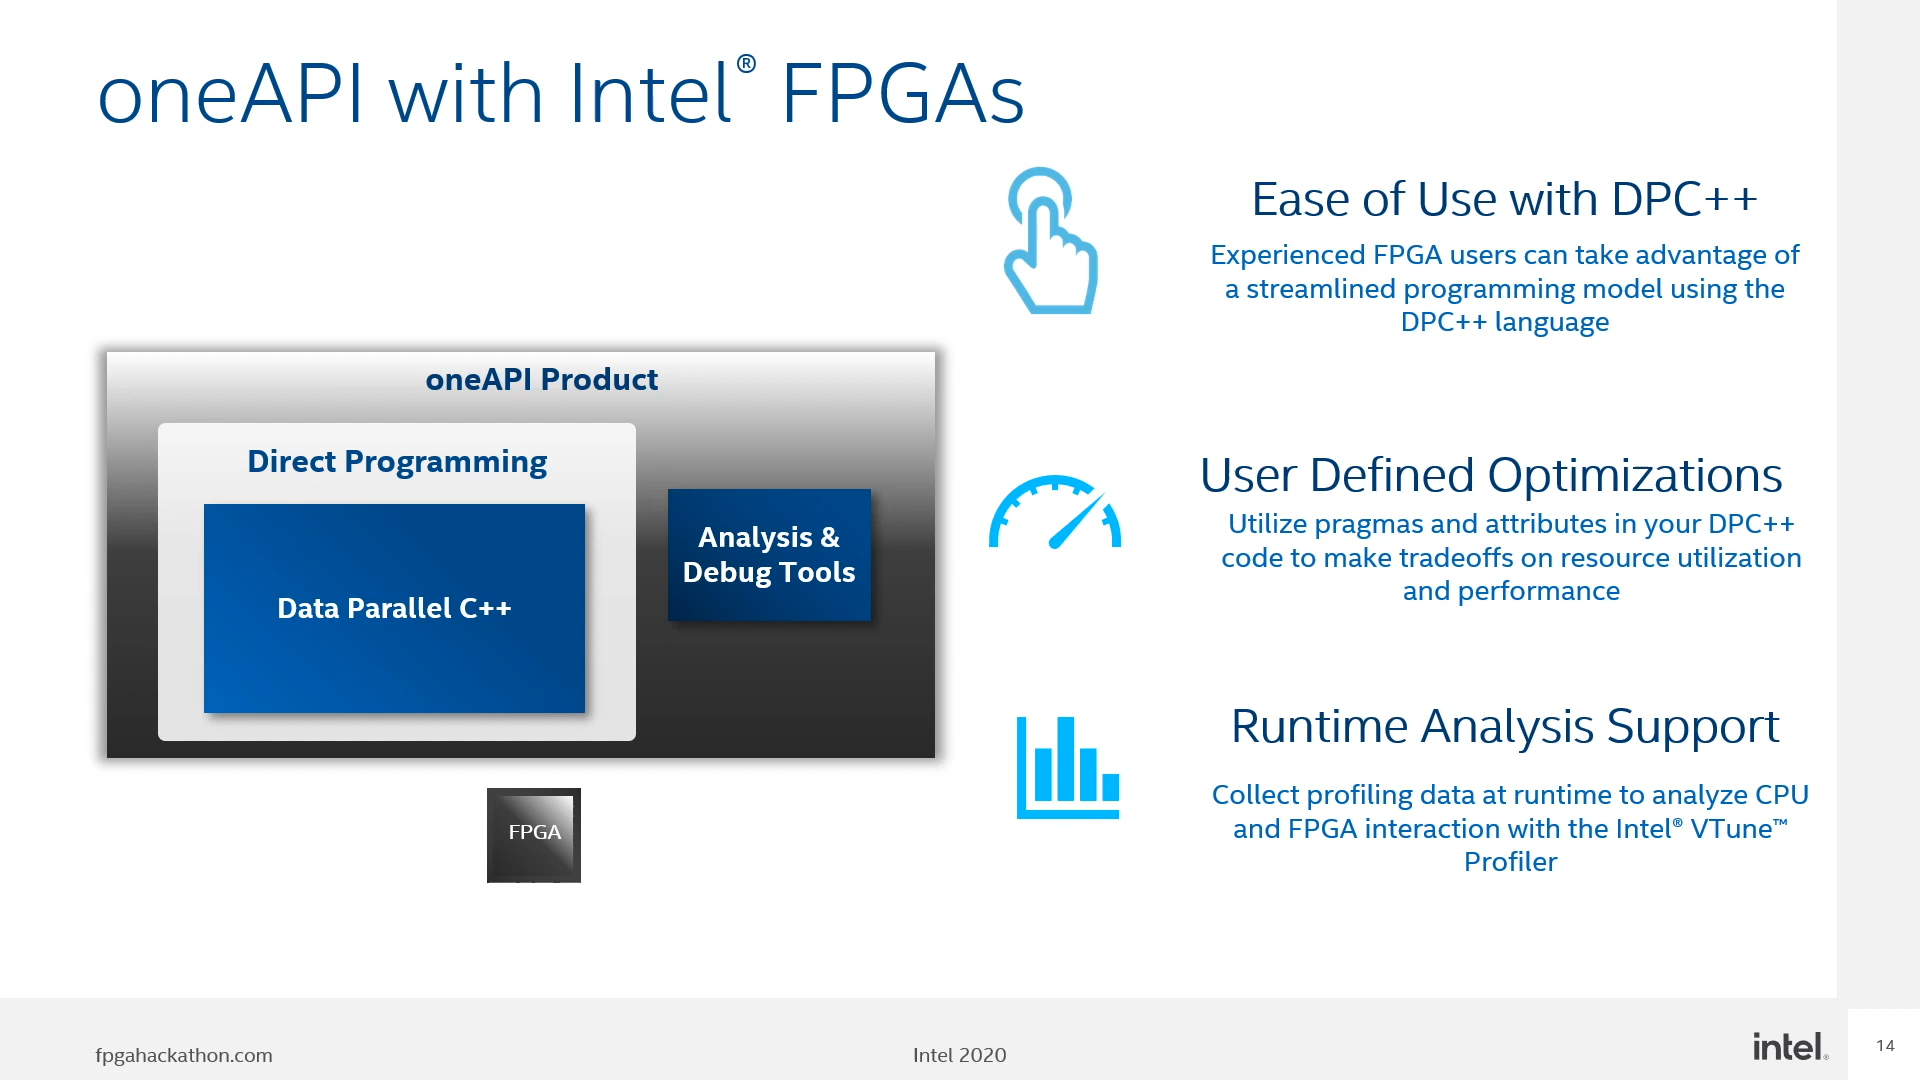 oneAPI with Intel® FPGAs
oneAPI Product
Direct Programming
Data Parallel C++
Analysis &
Debug Tools
FPGA
Ease of Use with DPC++
Experienced FPGA users can take advantage of
a streamlined programming model using the
DPC++ language
User Defined Optimizations
Utilize pragmas and attributes in your DPC++
code to make tradeoffs on resource utilization
and performance
Runtime Analysis Support
Collect profiling data at runtime to analyze CPU
and FPGA interaction with the Intel® VTune™
Profiler
fpgahackathon.com
Intel 2020
intel®
14